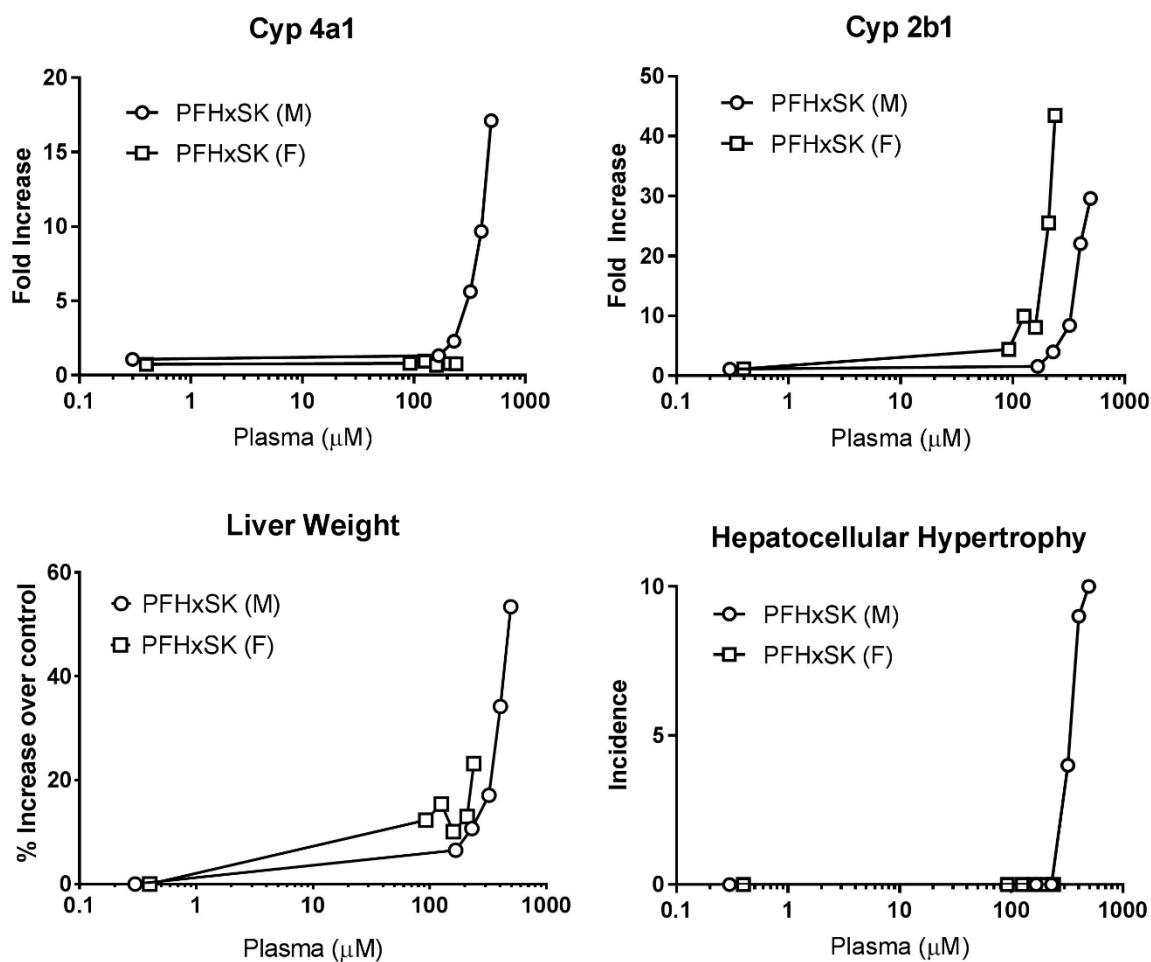 Cyp 4a1
20
15
10
5
0
Fold Increase
PFHxSK (M)
PFHxSK (F)
0.1 1 10 100 1000
Plasma (μM)
Cyp 2b1
50
40
30
20
10
0
Fold Increase
PFHxSK (M)
PFHxSK (F)
0.1 1 10 100 1000
Plasma (μM)
Liver Weight
60
40
20
0
% Increase over control
PFHxSK (M)
PFHxSK (F)
0.1 1 10 100 1000
Plasma (μM)
Hepatocellular Hypertrophy
10
5
0
Incidence
PFHxSK (M)
PFHxSK (F)
0.1 1 10 100 1000
Plasma (μM)